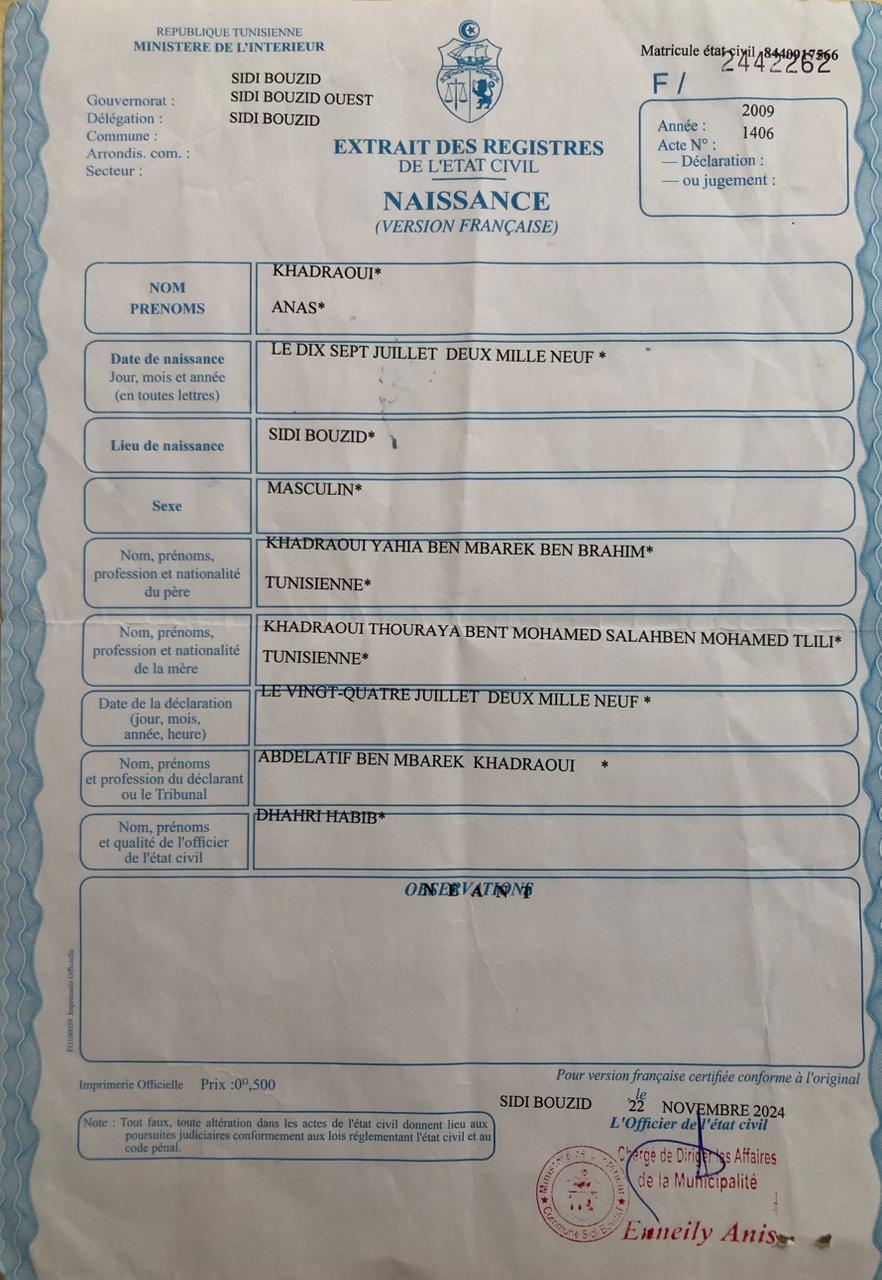 REPUBLIQUE TUNISIENNE
MINISTERE DE L'INTERIEUR
Matricule état civil : 8440917566
2442262
F /
SIDI BOUZID
Gouvernorat : SIDI BOUZID OUEST
Délégation : SIDI BOUZID
Commune :
Arrondis. com. :
Secteur :
2009
Année : 1406
Acte N° :
— Déclaration :
— ou jugement :
EXTRAIT DES REGISTRES
DE L'ETAT CIVIL
NAISSANCE
(VERSION FRANÇAISE)
NOM
PRENOMS
KHADRAOUI*
ANAS*
Date de naissance
Jour, mois et année
(en toutes lettres)
LE DIX SEPT JUILLET DEUX MILLE NEUF *
Lieu de naissance
SIDI BOUZID*
Sexe
MASCULIN*
Nom, prénoms,
profession et nationalité
du père
KHADRAOUI YAHIA BEN MBAREK BEN BRAHIM*
TUNISIENNE*
Nom, prénoms,
profession et nationalité
de la mère
KHADRAOUI THOURAYA BENT MOHAMED SALAHBEN MOHAMED TLILI*
TUNISIENNE*
Date de la déclaration
(jour, mois,
année, heure)
LE VINGT-QUATRE JUILLET DEUX MILLE NEUF *
Nom, prénoms
et profession du déclarant
ou le Tribunal
ABDELATIF BEN MBAREK KHADRAOUI *
Nom, prénoms
et qualité de l'officier
de l'état civil
DHAHRI HABIB*
OBSERVATIONS
N E A N T
FG100039 Imprimerie Officielle
Imprimerie Officielle Prix :0ᴰ,500
Pour version française certifiée conforme à l'original
SIDI BOUZID le 22 NOVEMBRE 2024
L'Officier de l'état civil
Note : Tout faux, toute altération dans les actes de l'état civil donnent lieu aux
poursuites judiciaires conformement aux lois réglementant l'état civil et au
code pénal.
Chargé de Diriger les Affaires
de la Municipalité
Commune Sidi Bouzid
Enneily Anis